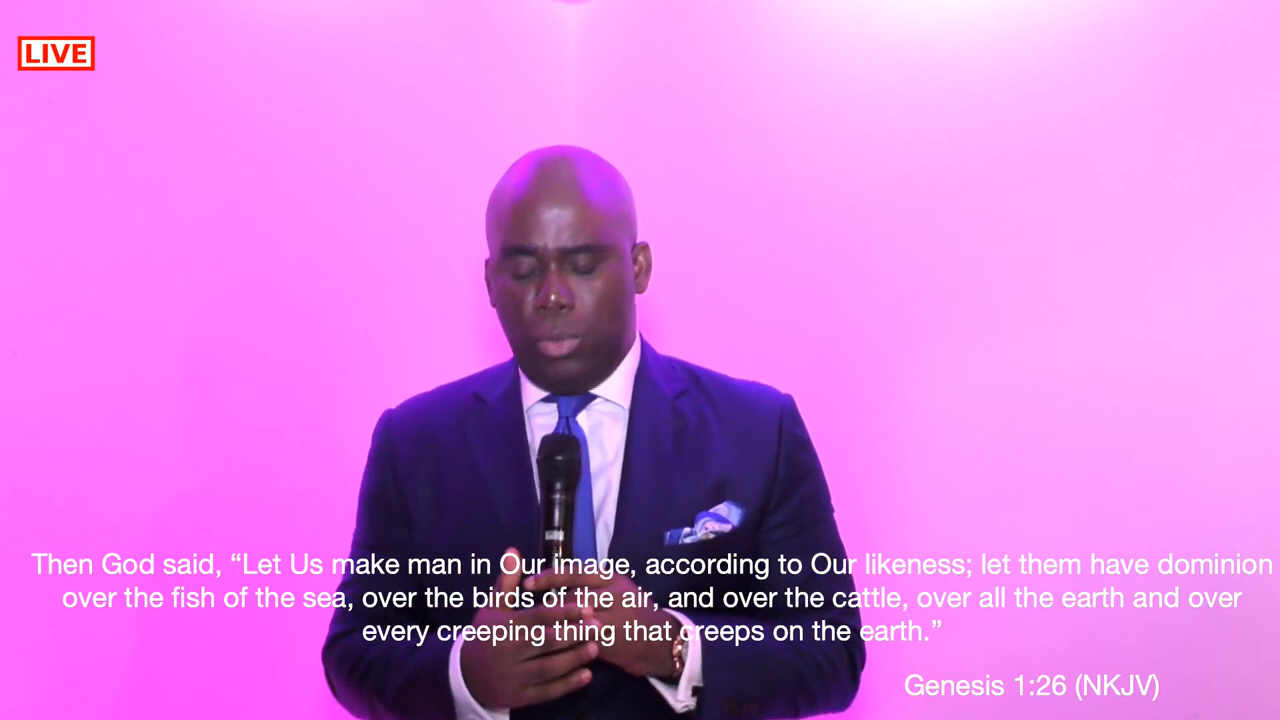 LIVE
Then God said, “Let Us make man in Our image, according to Our likeness; let them have dominion
over the fish of the sea, over the birds of the air, and over the cattle, over all the earth and over
every creeping thing that creeps on the earth.”
Genesis 1:26 (NKJV)